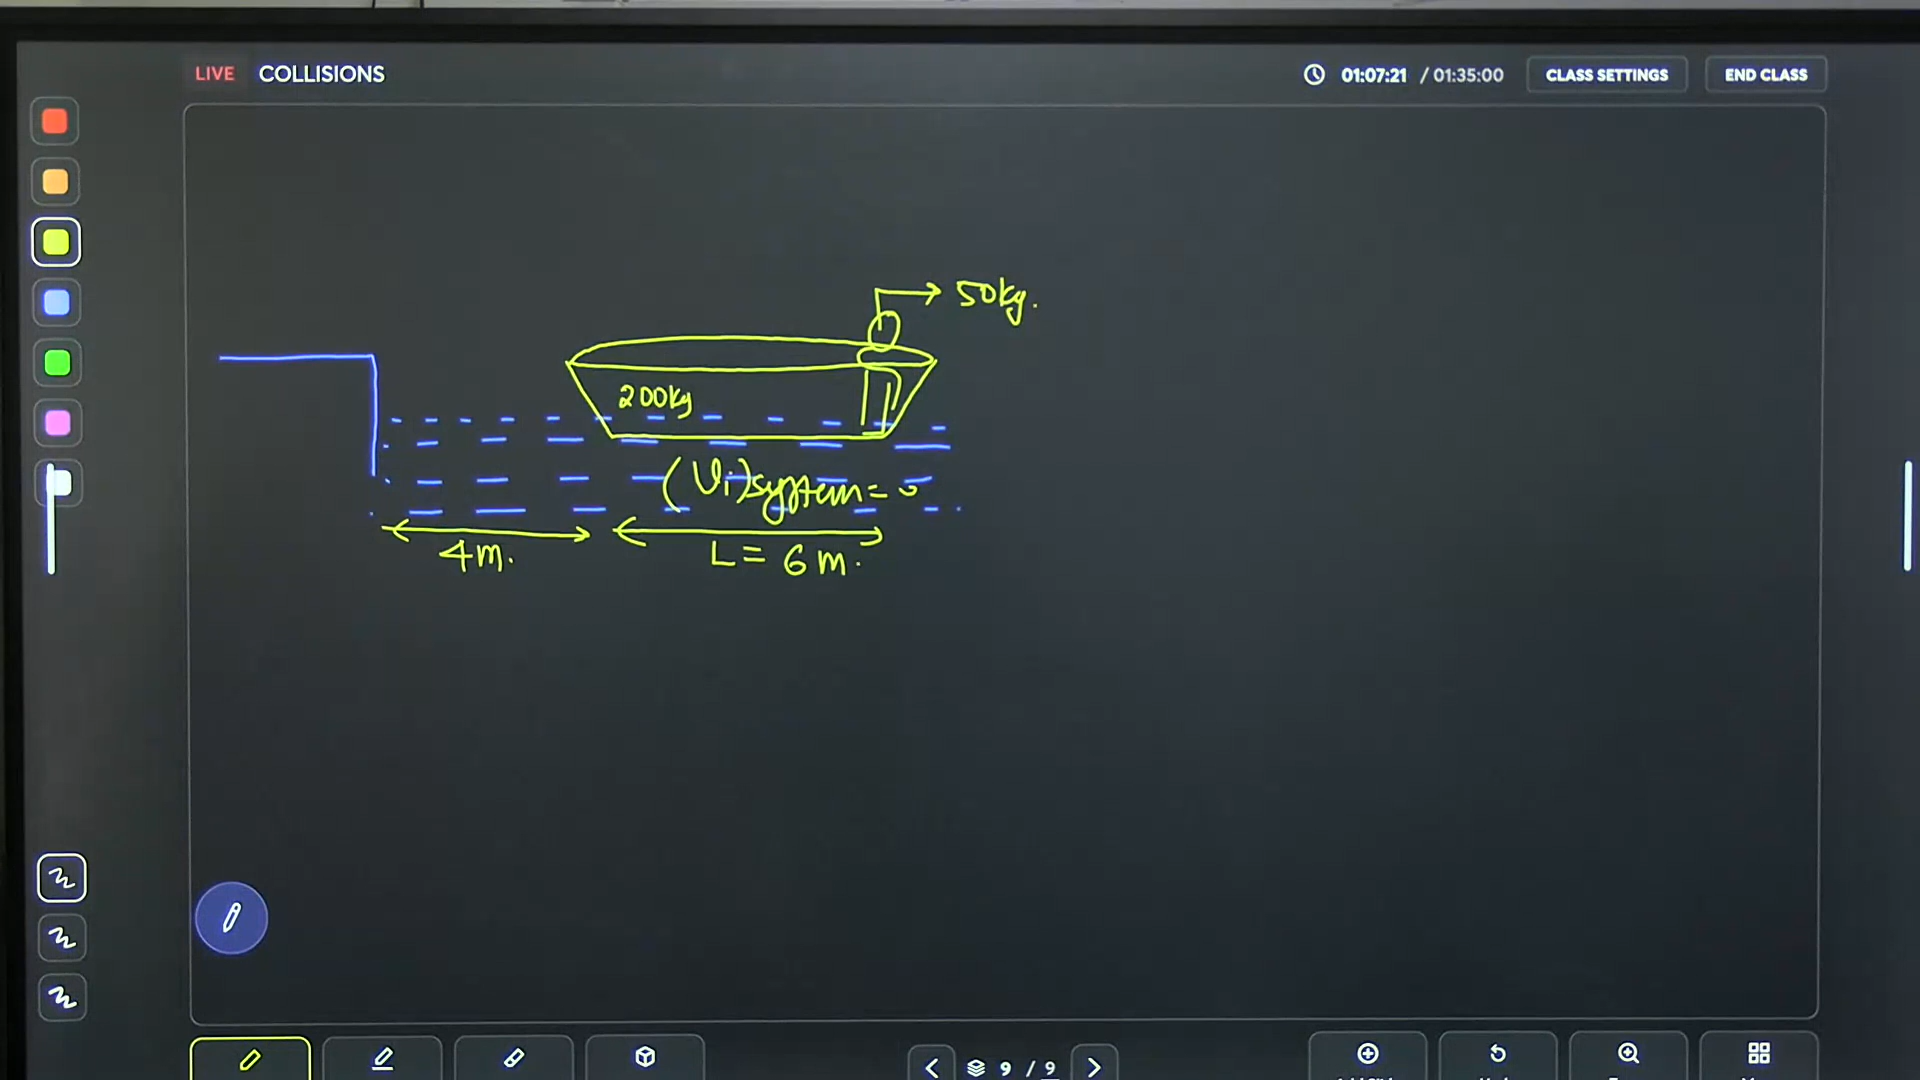 LIVE COLLISIONS
01:07:21 / 01:35:00
CLASS SETTINGS
END CLASS
50kg.
200kg
(Vi)system = 0
4m.
L = 6m.
9 / 9